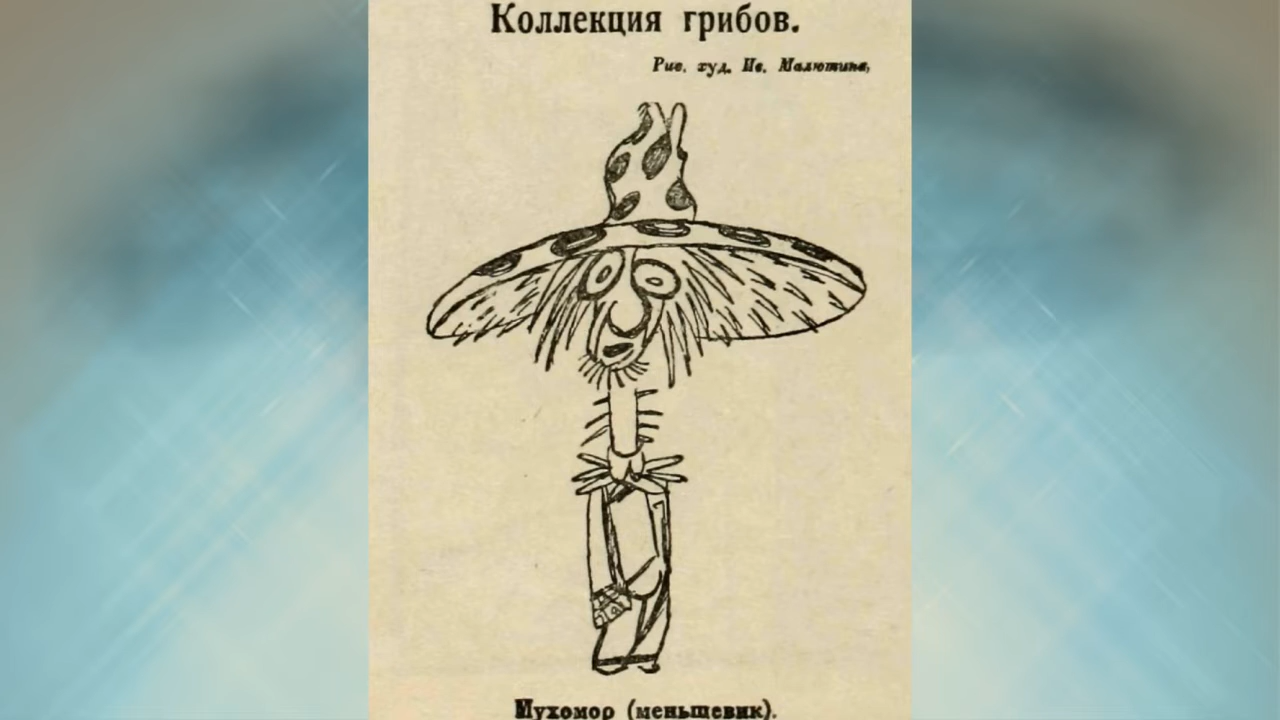 Коллекция грибов.
Рис. худ. Ив. Малютина,
Мухомор (меньшевик).